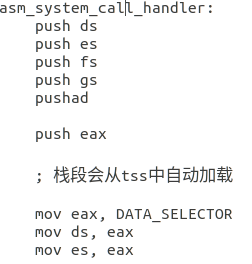 asm_system_call_handler:
push ds
push es
push fs
push gs
pushad
push eax
; 栈段会从tss中自动加载
mov eax, DATA_SELECTOR
mov ds, eax
mov es, eax